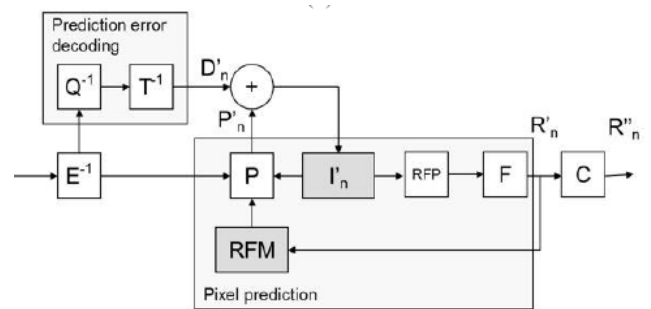 Prediction error
decoding
Q⁻¹
T⁻¹
D'ₙ
+
P'ₙ
R'ₙ
R"ₙ
E⁻¹
P
I'ₙ
RFP
F
C
RFM
Pixel prediction